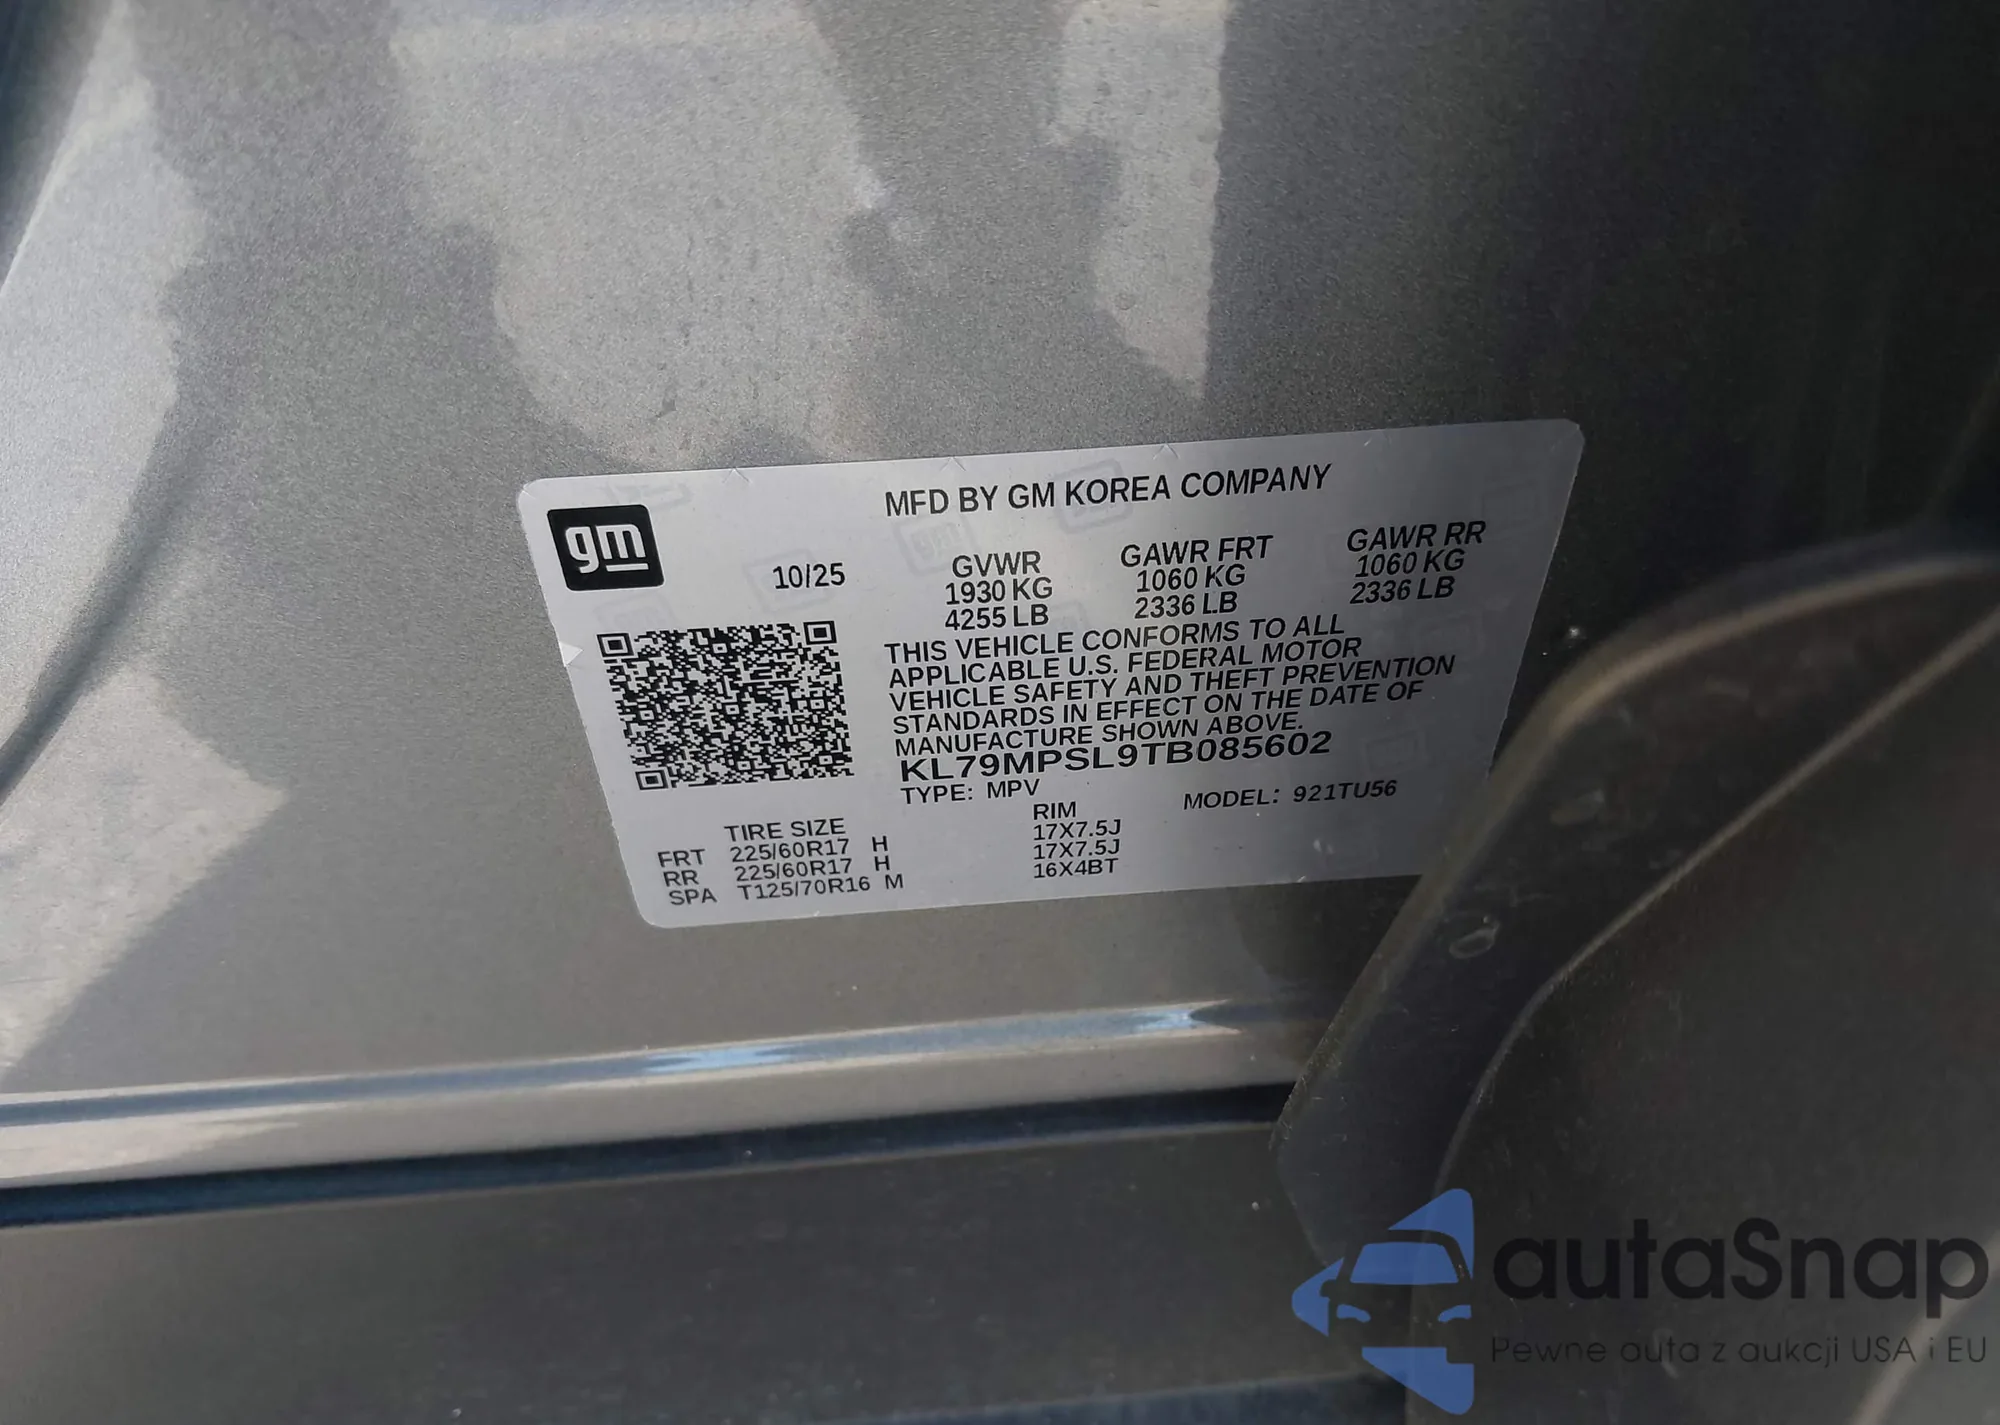 gm
MFD BY GM KOREA COMPANY
10/25
GVWR
1930 KG
4255 LB
GAWR FRT
1060 KG
2336 LB
GAWR RR
1060 KG
2336 LB
THIS VEHICLE CONFORMS TO ALL
APPLICABLE U.S. FEDERAL MOTOR
VEHICLE SAFETY AND THEFT PREVENTION
STANDARDS IN EFFECT ON THE DATE OF
MANUFACTURE SHOWN ABOVE.
KL79MPSL9TB085602
TYPE: MPV
MODEL: 921TU56
TIRE SIZE RIM
FRT 225/60R17 H 17X7.5J
RR 225/60R17 H 17X7.5J
SPA T125/70R16 M 16X4BT
autaSnap
Pewne auta z aukcji USA i EU